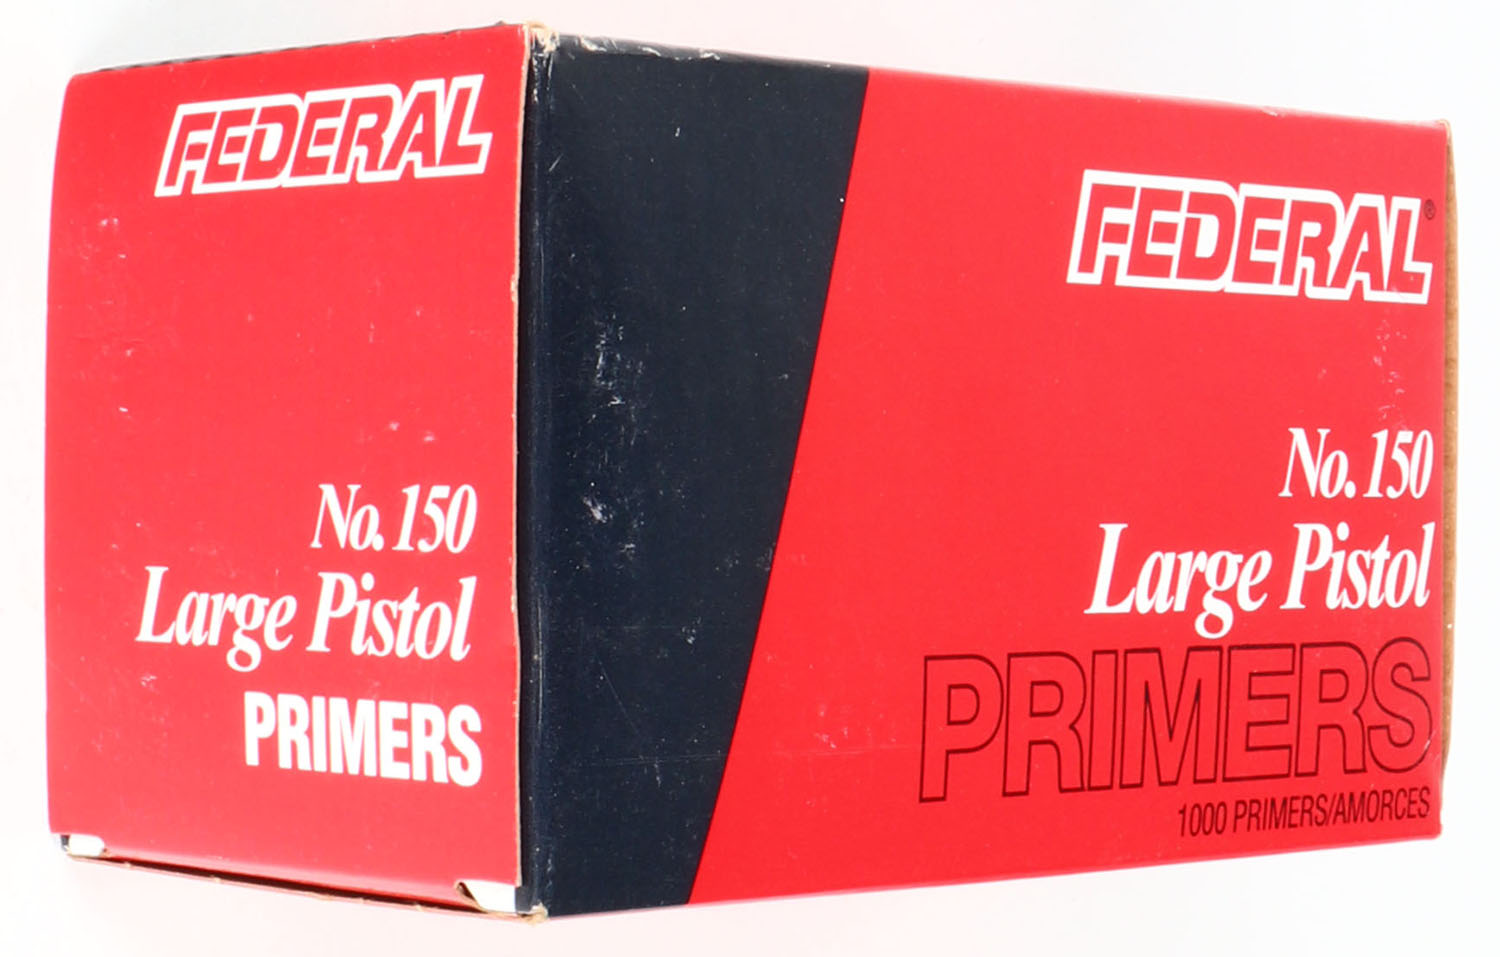 FEDERAL
No. 150
Large Pistol
PRIMERS
FEDERAL®
No. 150
Large Pistol
PRIMERS
1000 PRIMERS/AMORCES